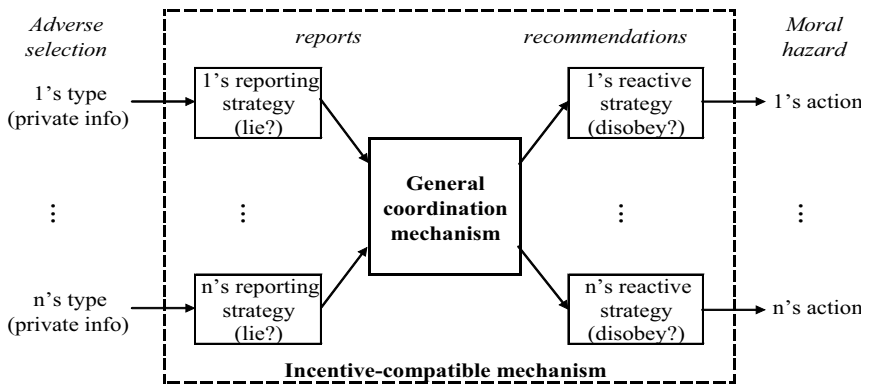 Adverse
selection
reports
recommendations
Moral
hazard
1's type
(private info)
1's reporting
strategy
(lie?)
1's reactive
strategy
(disobey?)
1's action
General
coordination
mechanism
n's type
(private info)
n's reporting
strategy
(lie?)
n's reactive
strategy
(disobey?)
n's action
Incentive-compatible mechanism